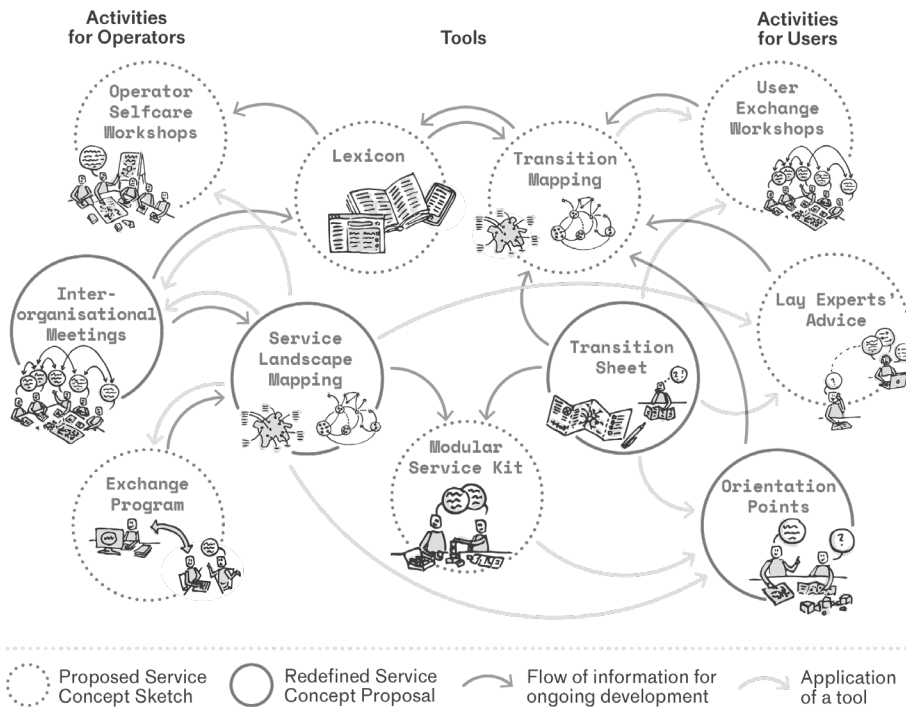 Activities
for Operators
Tools
Activities
for Users
Operator
Selfcare
Workshops
Lexicon
Transition
Mapping
User
Exchange
Workshops
Inter-
organisational
Meetings
Service
Landscape
Mapping
Transition
Sheet
Lay Experts'
Advice
Exchange
Program
Modular
Service Kit
Orientation
Points
Proposed Service
Concept Sketch
Redefined Service
Concept Proposal
Flow of information for
ongoing development
Application
of a tool